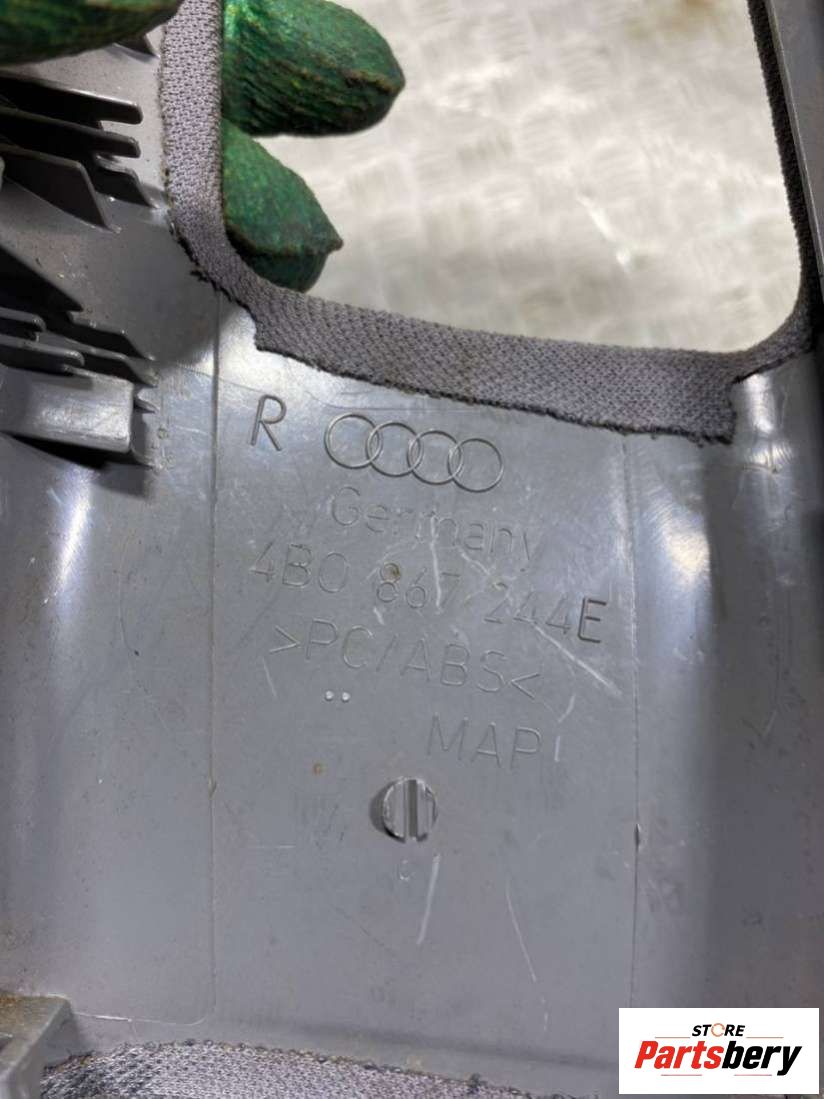 R
Germany
4B0 867 244E
>PC/ABS<
MAP
STORE
Partsbery